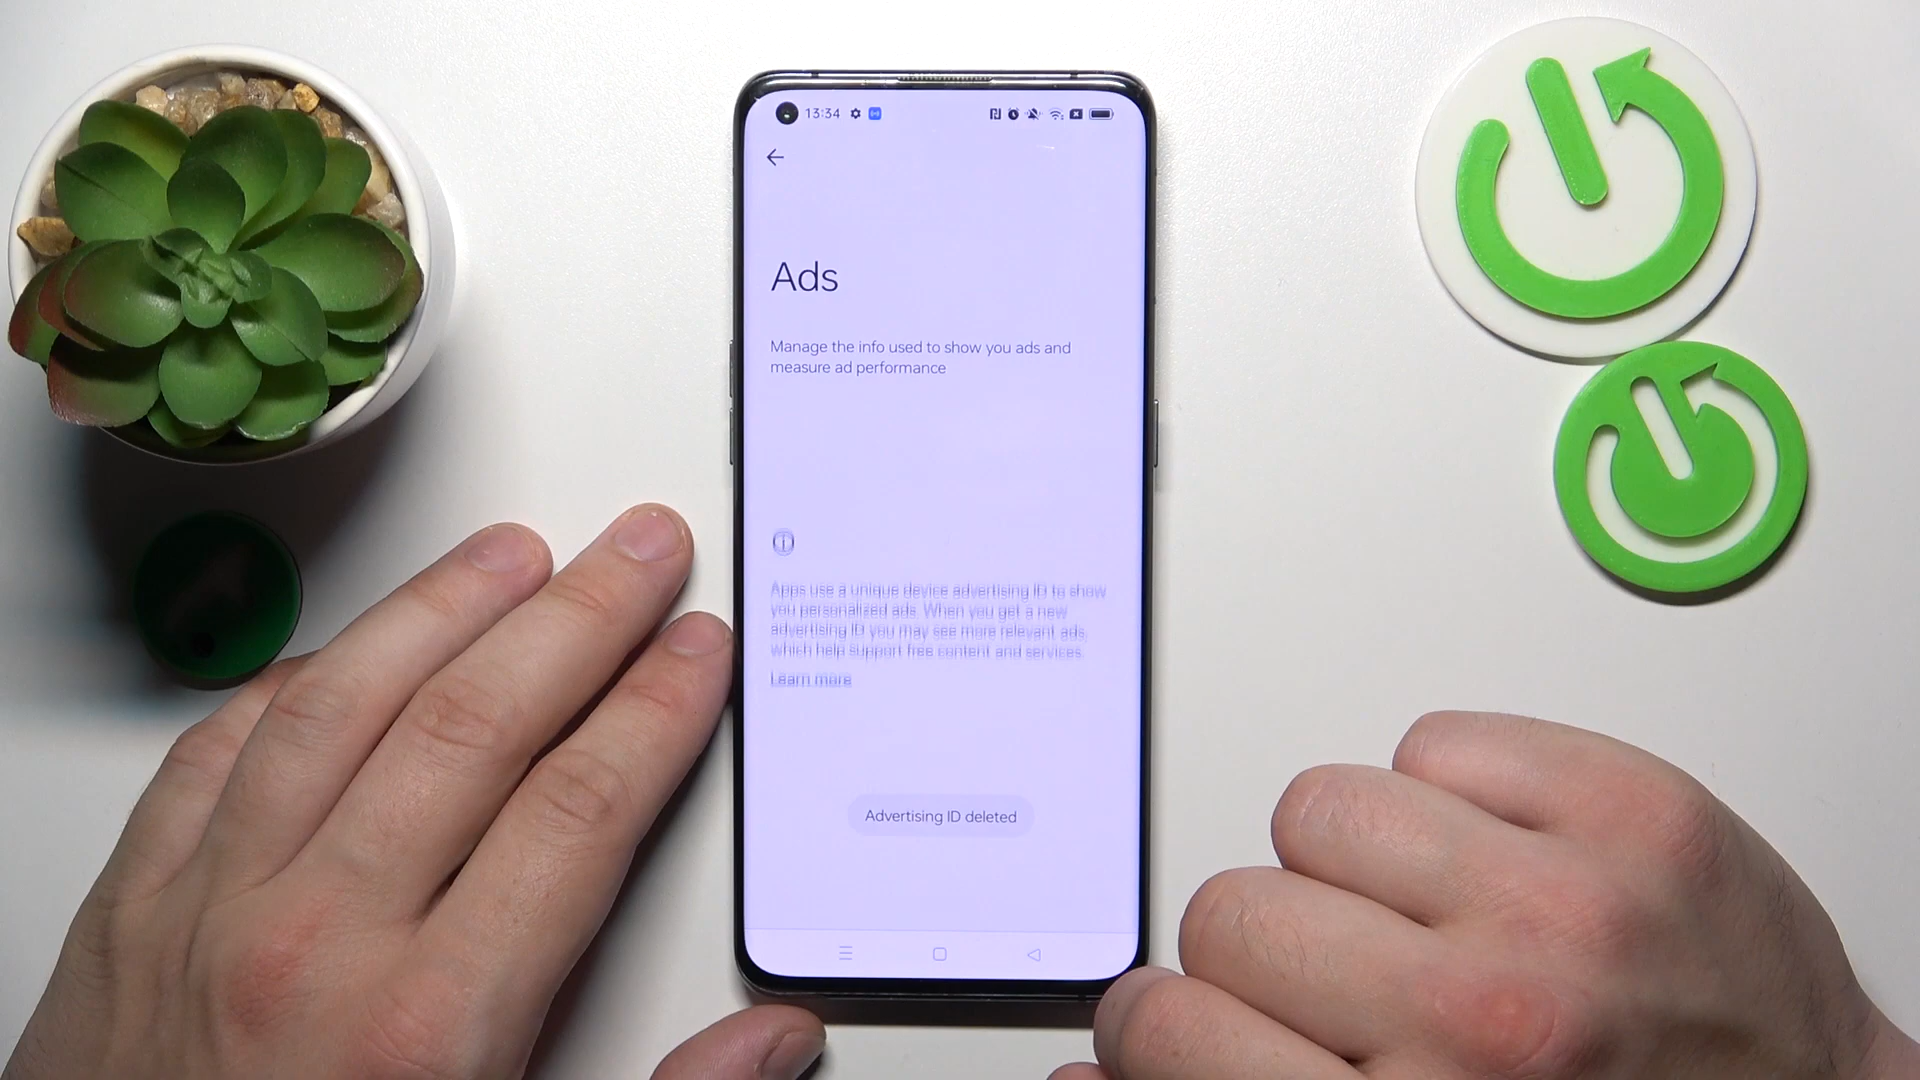 13:34
Ads
Manage the info used to show you ads and
measure ad performance
Apps use a unique device advertising ID to show
you personalized ads. When you get a new
advertising ID you may see more relevant ads,
which help support free content and services.
Learn more
Advertising ID deleted